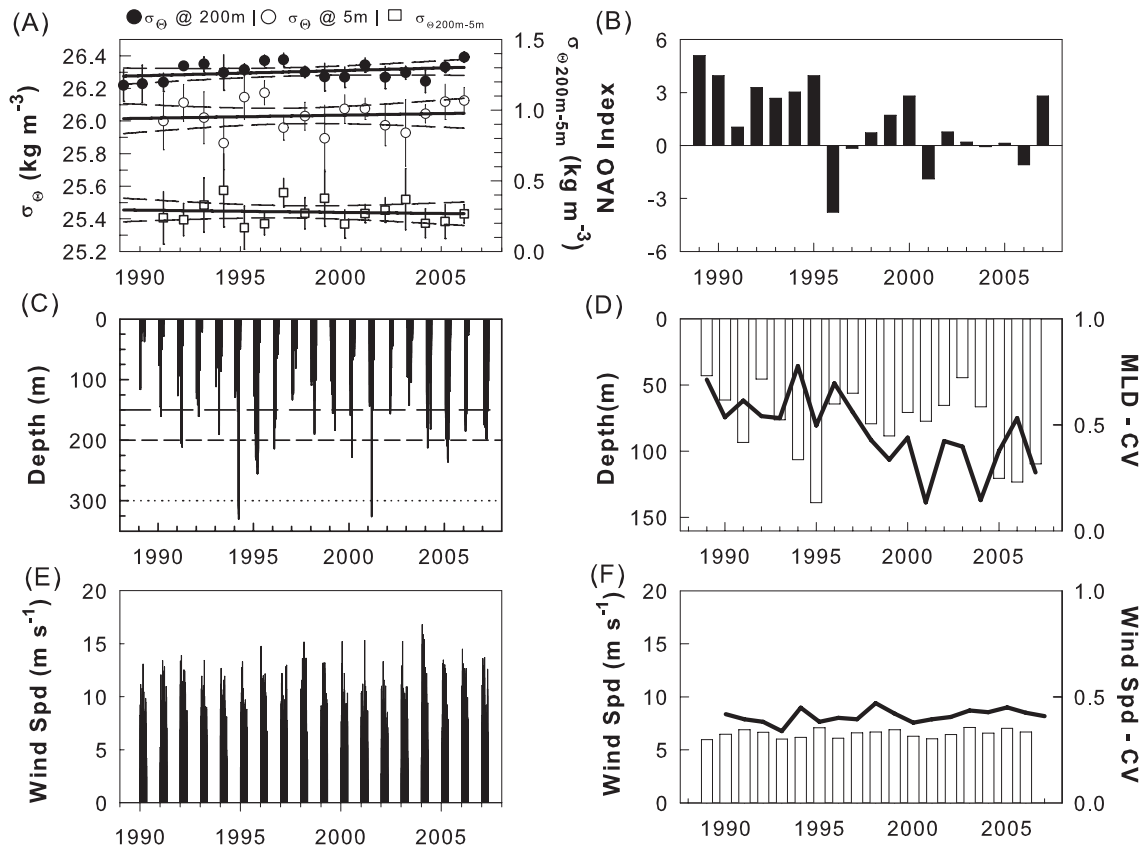 (A) ● σΘ @ 200m | ○ σΘ @ 5m □ σΘ200m-5m
26.4
26.2
26.0
25.8
25.6
25.4
25.2
σΘ (kg m-3)
1.5
1.0
0.5
0.0
σΘ200m-5m (kg m-3)
1990 1995 2000 2005
(B)
6
3
0
-3
-6
NAO Index
1990 1995 2000 2005
(C)
0
100
200
300
Depth (m)
1990 1995 2000 2005
(D)
0
50
100
150
Depth(m)
1.0
0.5
0.0
MLD - CV
1990 1995 2000 2005
(E)
20
15
10
5
0
Wind Spd (m s-1)
1990 1995 2000 2005
(F)
20
15
10
5
0
Wind Spd (m s-1)
1.0
0.5
0.0
Wind Spd - CV
1990 1995 2000 2005